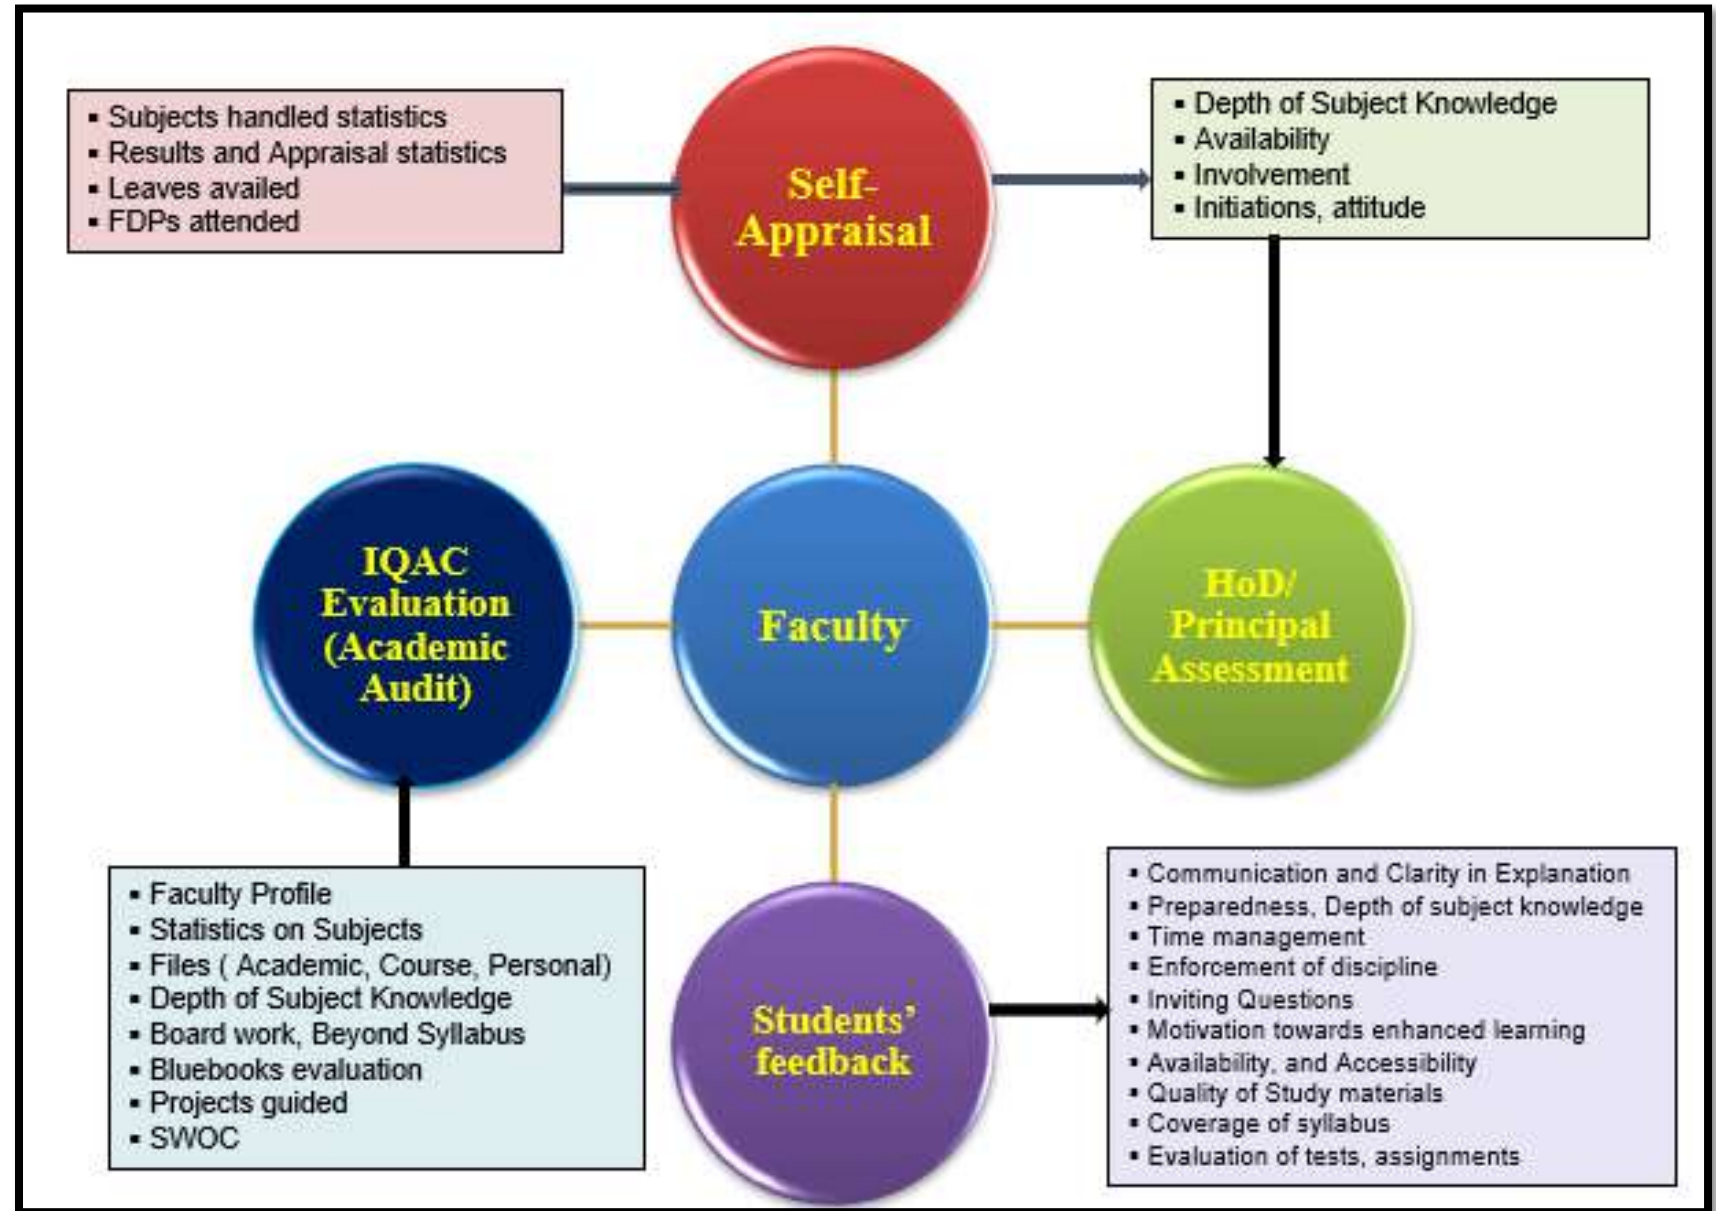 ▪ Subjects handled statistics
▪ Results and Appraisal statistics
▪ Leaves availed
▪ FDPs attended
Self-
Appraisal
▪ Depth of Subject Knowledge
▪ Availability
▪ Involvement
▪ Initiations, attitude
IQAC
Evaluation
(Academic
Audit)
Faculty
HoD/
Principal
Assessment
▪ Faculty Profile
▪ Statistics on Subjects
▪ Files ( Academic, Course, Personal)
▪ Depth of Subject Knowledge
▪ Board work, Beyond Syllabus
▪ Bluebooks evaluation
▪ Projects guided
▪ SWOC
Students’
feedback
▪ Communication and Clarity in Explanation
▪ Preparedness, Depth of subject knowledge
▪ Time management
▪ Enforcement of discipline
▪ Inviting Questions
▪ Motivation towards enhanced learning
▪ Availability, and Accessibility
▪ Quality of Study materials
▪ Coverage of syllabus
▪ Evaluation of tests, assignments